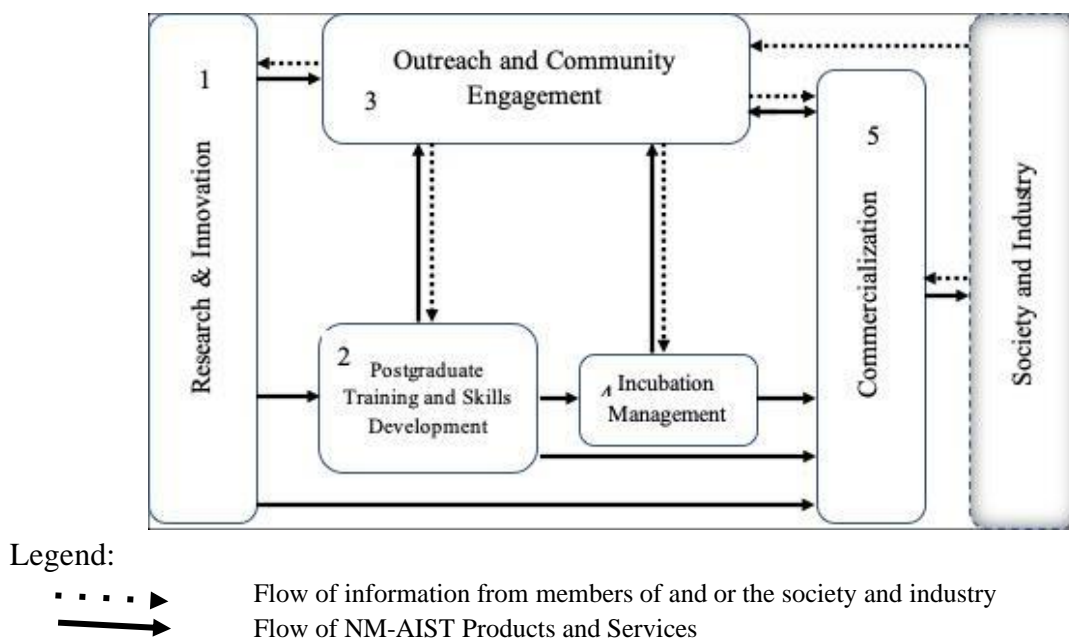 1
Research & Innovation
Outreach and Community
Engagement
3
5
Commercialization
Society and Industry
2
Postgraduate
Training and Skills
Development
Incubation
Management
Legend:
Flow of information from members of and or the society and industry
Flow of NM-AIST Products and Services